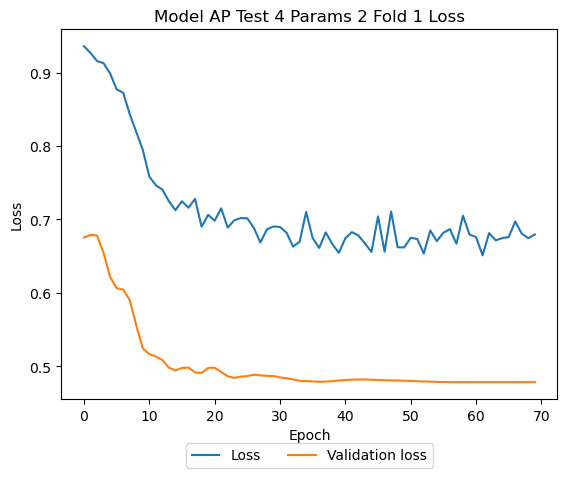 Model AP Test 4 Params 2 Fold 1 Loss
Loss
0.9
0.8
0.7
0.6
0.5
0 10 20 30 40 50 60 70
Epoch
Loss Validation loss